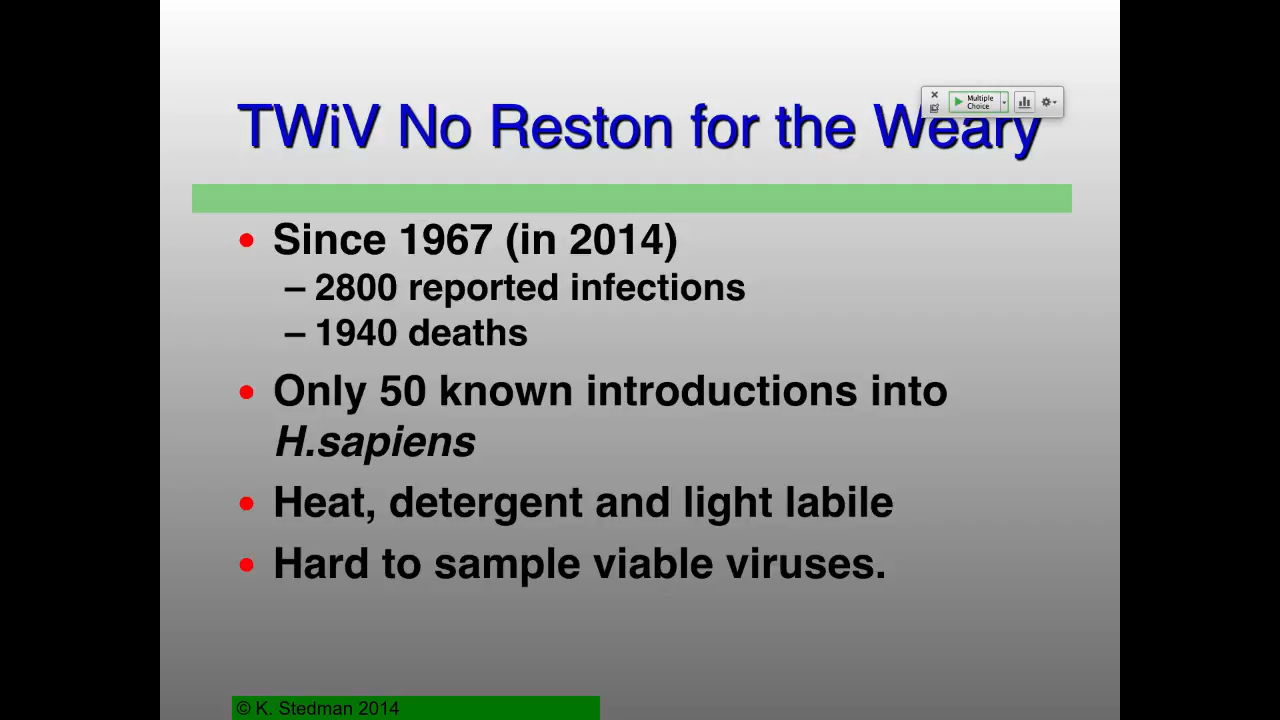 TWiV No Reston for the Weary
Multiple
Choice
• Since 1967 (in 2014)
– 2800 reported infections
– 1940 deaths
• Only 50 known introductions into
H.sapiens
• Heat, detergent and light labile
• Hard to sample viable viruses.
© K. Stedman 2014